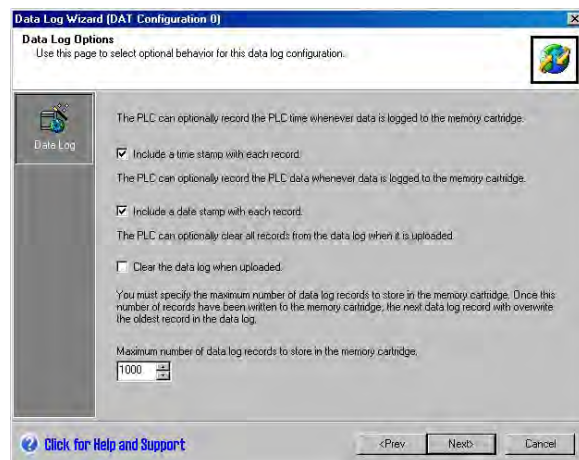 Data Log Wizard (DAT Configuration 0)
Data Log Options
Use this page to select optional behavior for this data log configuration.
Data Log
The PLC can optionally record the PLC time whenever data is logged to the memory cartridge.
Include a time stamp with each record.
The PLC can optionally record the PLC data whenever data is logged to the memory cartridge.
Include a date stamp with each record.
The PLC can optionally clear all records from the data log when it is uploaded
Clear the data log when uploaded.
You must specify the maximum number of data log records to store in the memory cartridge. Once this
number of records have been written to the memory cartridge, the next data log record with overwrite
the oldest record in the data log.
Maximum number of data log records to store in the memory cartridge.
1000
Click for Help and Support
<Prev
Next>
Cancel